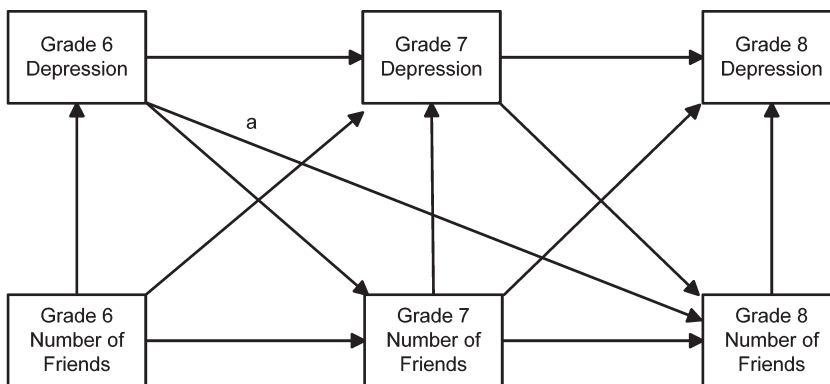 Grade 6
Depression
Grade 7
Depression
Grade 8
Depression
a
Grade 6
Number of
Friends
Grade 7
Number of
Friends
Grade 8
Number of
Friends